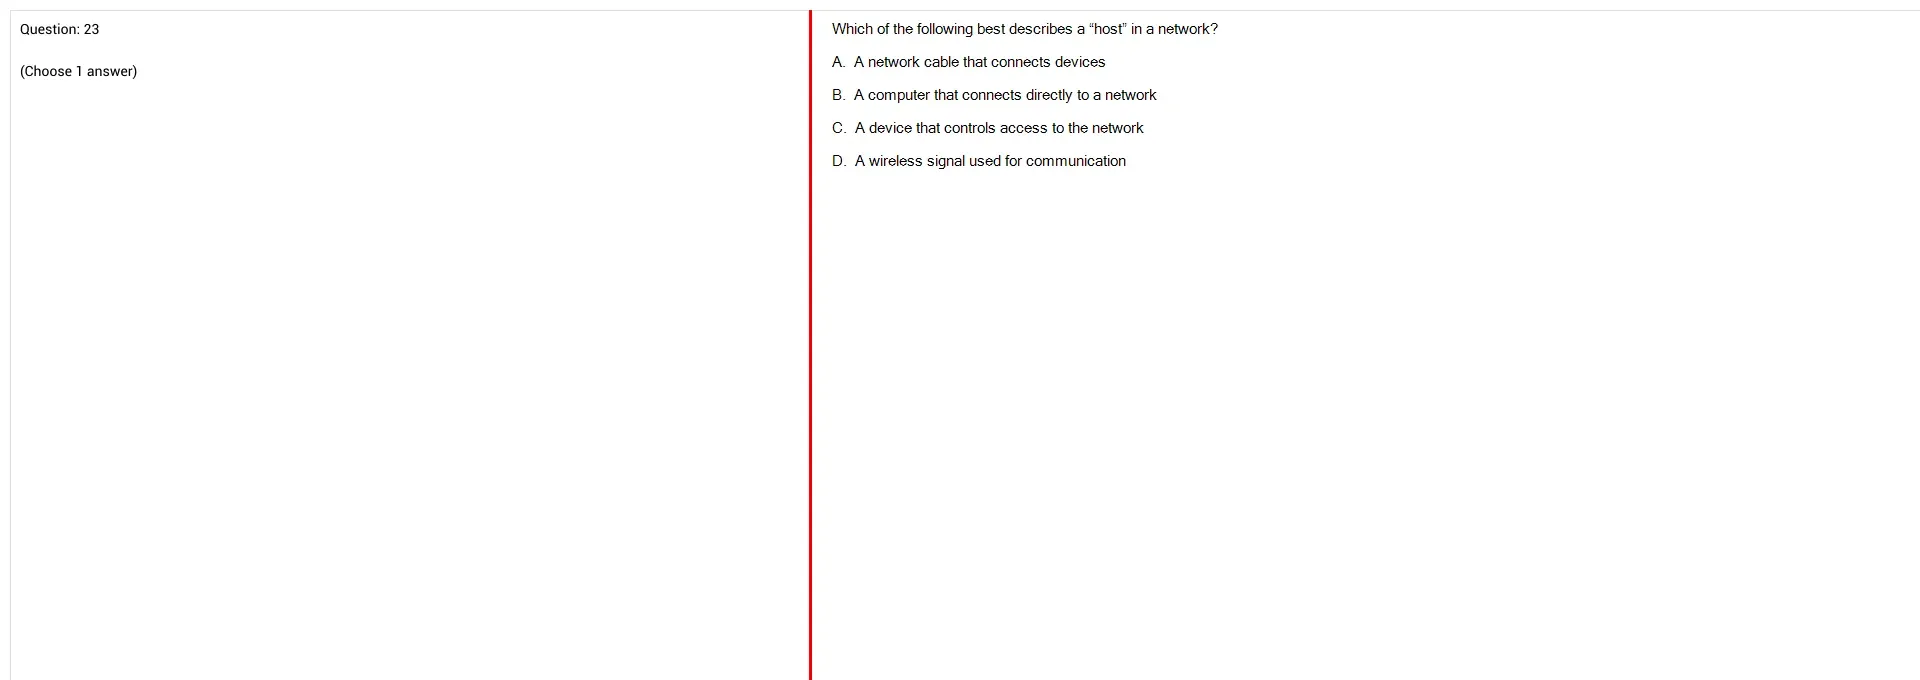 Question: 23
(Choose 1 answer)
Which of the following best describes a “host” in a network?
A. A network cable that connects devices
B. A computer that connects directly to a network
C. A device that controls access to the network
D. A wireless signal used for communication